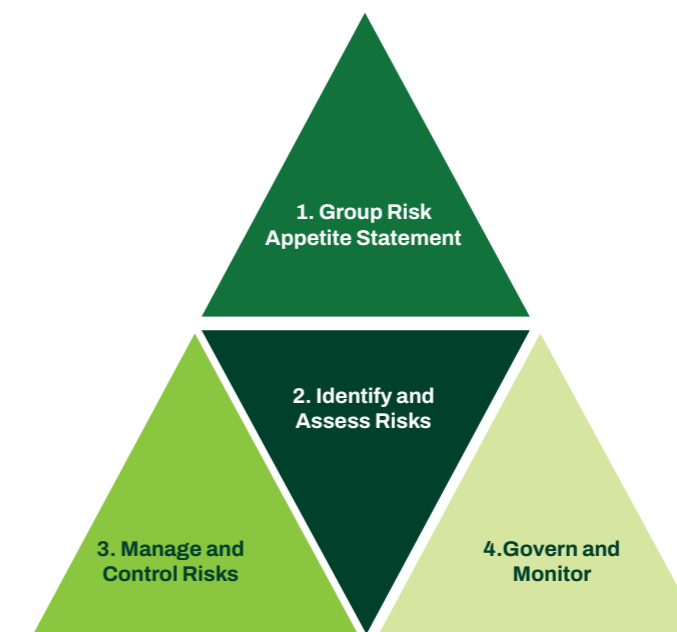 1. Group Risk
Appetite Statement
2. Identify and
Assess Risks
3. Manage and
Control Risks
4.Govern and
Monitor